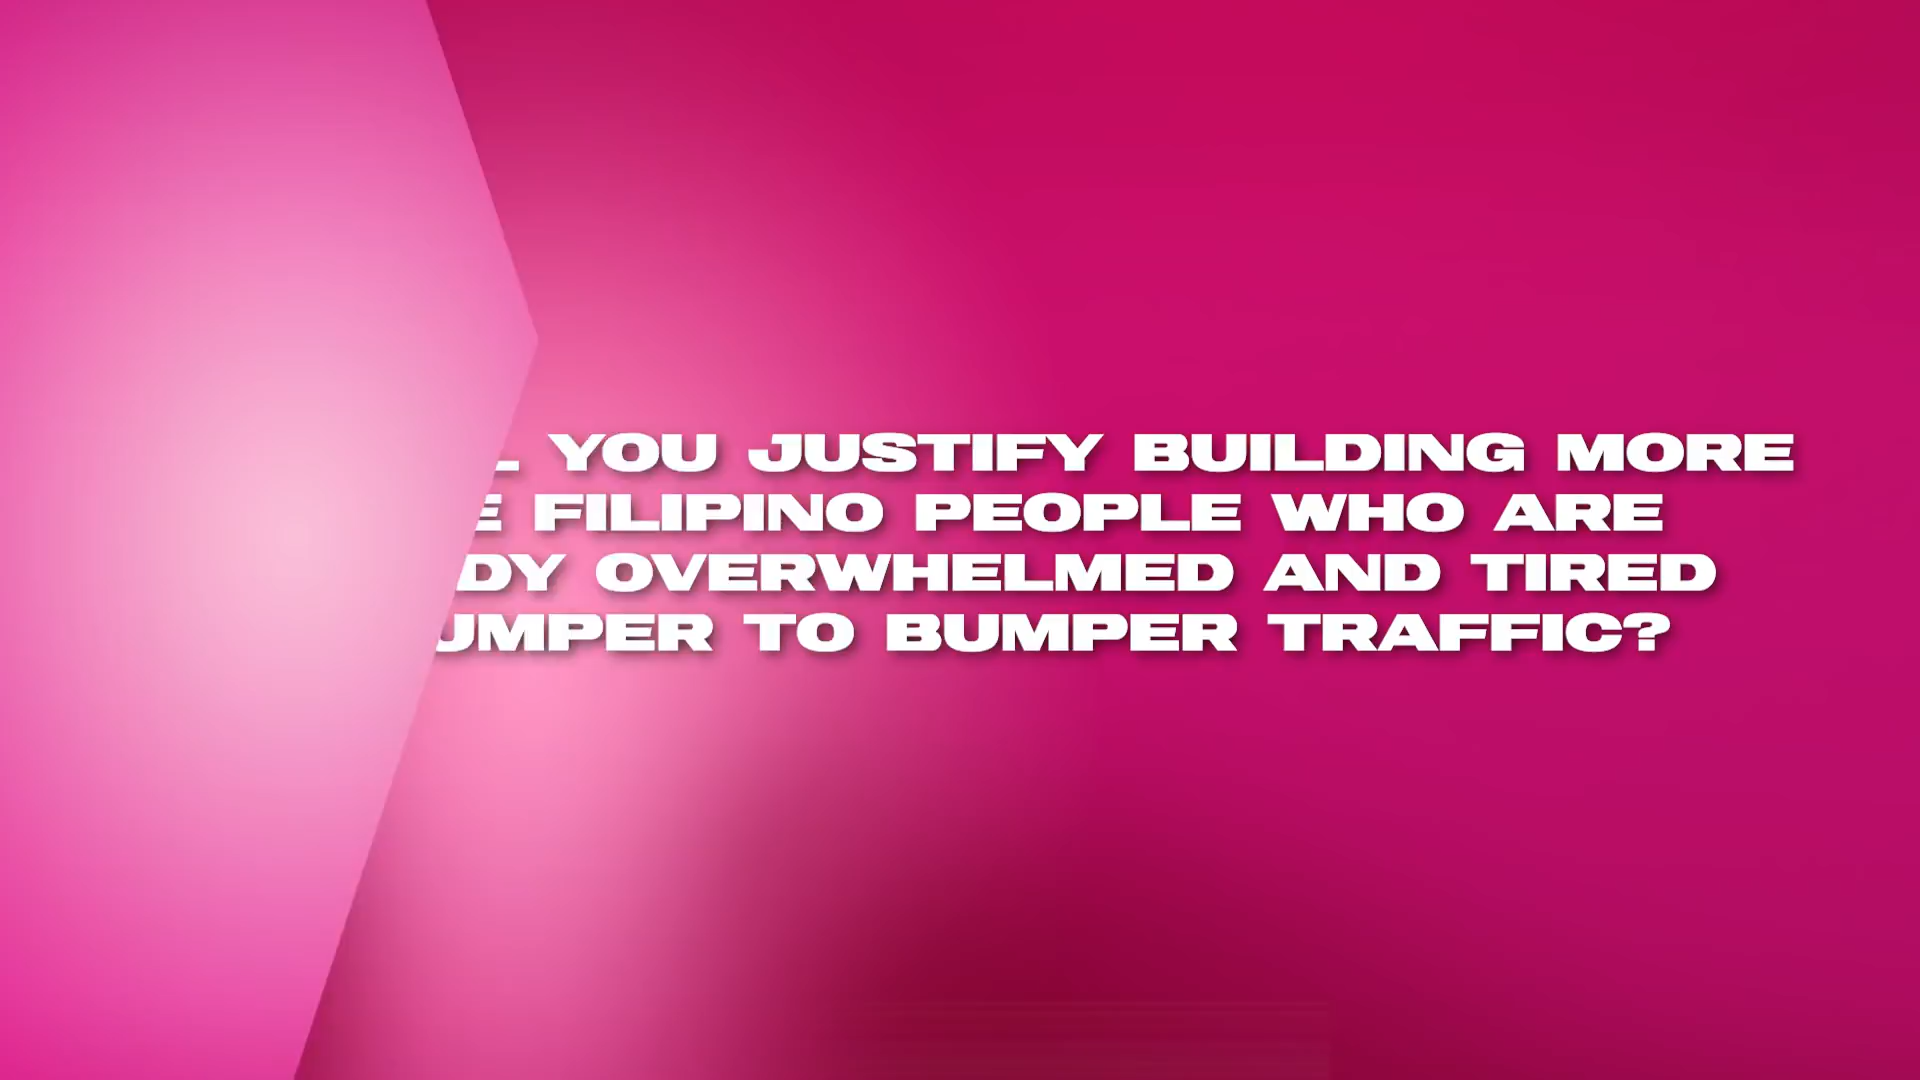 YOU JUSTIFY BUILDING MORE
FILIPINO PEOPLE WHO ARE
OVERWHELMED AND TIRED
TO BUMPER TRAFFIC?